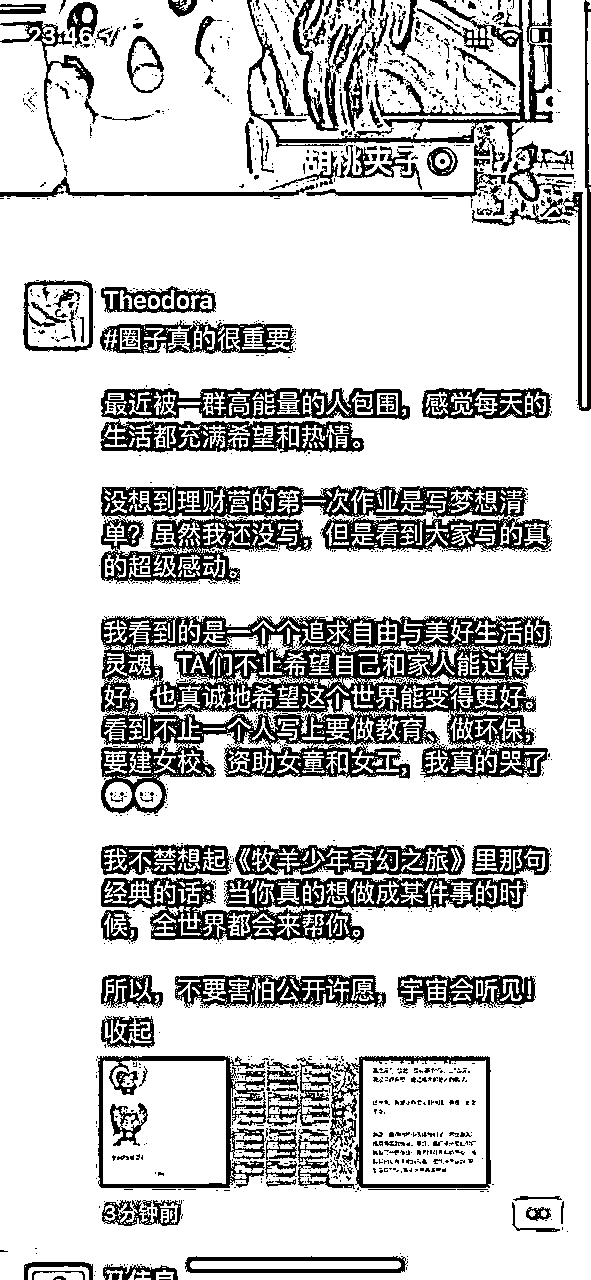 23:46
胡桃夹子
Theodora
#圈子真的很重要
最近被一群高能量的人包围，感觉每天的
生活都充满希望和热情。
没想到理财营的第一次作业是写梦想清
单？虽然我还没写，但是看到大家写的真
的超级感动。
我看到的是一个个追求自由与美好生活的
灵魂，TA们不止希望自己和家人能过得
好，也真诚地希望这个世界能变得更好。
看到不止一个人写上要做教育、做环保，
要建女校、资助女童和女工，我真的哭了
我不禁想起《牧羊少年奇幻之旅》里那句
经典的话：当你真的想做成某件事的时
候，全世界都会来帮你。
所以，不要害怕公开许愿，宇宙会听见！
收起
3分钟前